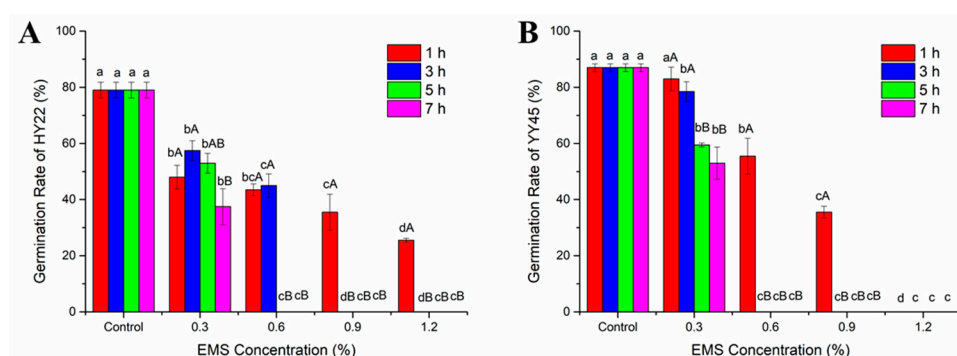 A
100
80
60
40
20
0
Germination Rate of HY22 (%)
1 h
3 h
5 h
7 h
a a a a
bA bA bAB bB
bcA cA cB cB
cA dB cB cB
dA dB cB cB
Control 0.3 0.6 0.9 1.2
EMS Concentration (%)
B
100
80
60
40
20
0
Germination Rate of YY45 (%)
1 h
3 h
5 h
7 h
a a a a
aA bA bB bB
bA cB cB cB
cA cB cB cB
d c c c
Control 0.3 0.6 0.9 1.2
EMS Concentration (%)